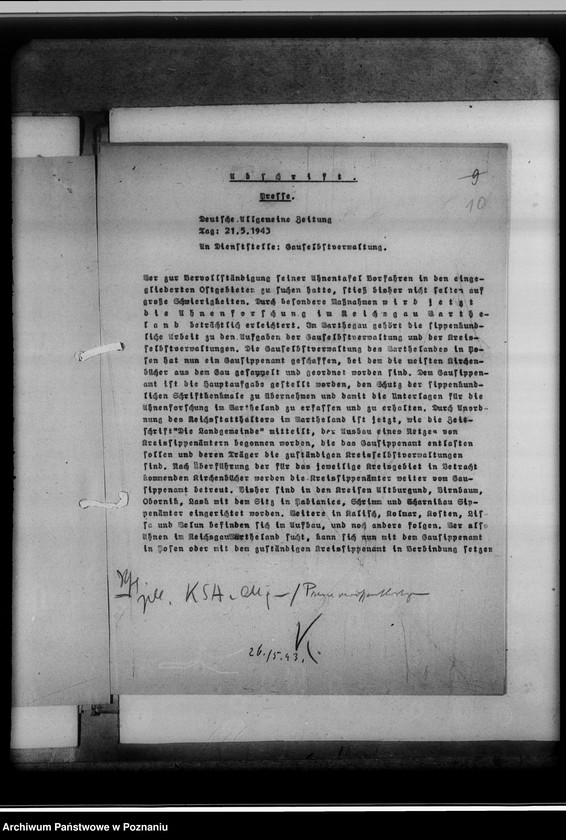 Abschrift.
9
10
Presse.
Deutsche Allgemeine Zeitung
Tag: 21.5.1943
An Dienststelle: Gauselbstverwaltung.
Wer zur Vervollständigung seiner Ahnentafel Vorfahren in den einge-
gliederten Ostgebieten zu suchen hatte, stieß bisher nicht selten auf
große Schwierigkeiten. Durch besondere Maßnahmen wird jetzt
die Ahnenforschung im Reichsgau Warthe-
land beträchtlich erleichtert. Im Warthegau gehört die sippenkund-
liche Arbeit zu den Aufgaben der Gauselbstverwaltung und der Kreis-
selbstverwaltungen. Die Gauselbstverwaltung des Warthelandes in Po-
sen hat nun ein Gausippenamt geschaffen, bei dem die meisten Kirchen-
bücher aus dem Gau gesammelt und geordnet worden sind. Dem Gausippen-
amt ist die Hauptaufgabe gestellt worden, den Schutz der sippenkund-
lichen Schriftdenkmale zu übernehmen und damit die Unterlagen für die
Ahnenforschung im Wartheland zu erfassen und zu erhalten. Durch Anord-
nung des Reichsstatthalters im Wartheland ist jetzt, wie die Zeit-
schrift"Die Landgemeinde" mitteilt, der Ausbau eines Netzes von
Kreissippenämtern begonnen worden, die das Gausippenamt entlasten
sollen und deren Träger die zuständigen Kreisselbstverwaltungen
sind. Nach Überführung der für das jeweilige Kreisgebiet in Betracht
kommenden Kirchenbücher werden die Kreissippenämter weiter vom Gau-
sippenamt betreut. Bisher sind in den Kreisen Altburgund, Birnbaum,
Obornik, Lask mit dem Sitz in Pabianice, Schrimm und Scharnikau Sip-
penämter eingerichtet worden. Weitere in Kalisch, Kolmar, Kosten, Lis-
sa und Welun befinden sich im Aufbau, und noch andere folgen. Wer also
Ahnen im Reichsgau Wartheland sucht, kann sich nun mit dem Gausippenamt
in Posen oder mit dem zuständigen Kreissippenamt in Verbindung setzen
KSA
26./5.43.
Archiwum Państwowe w Poznaniu